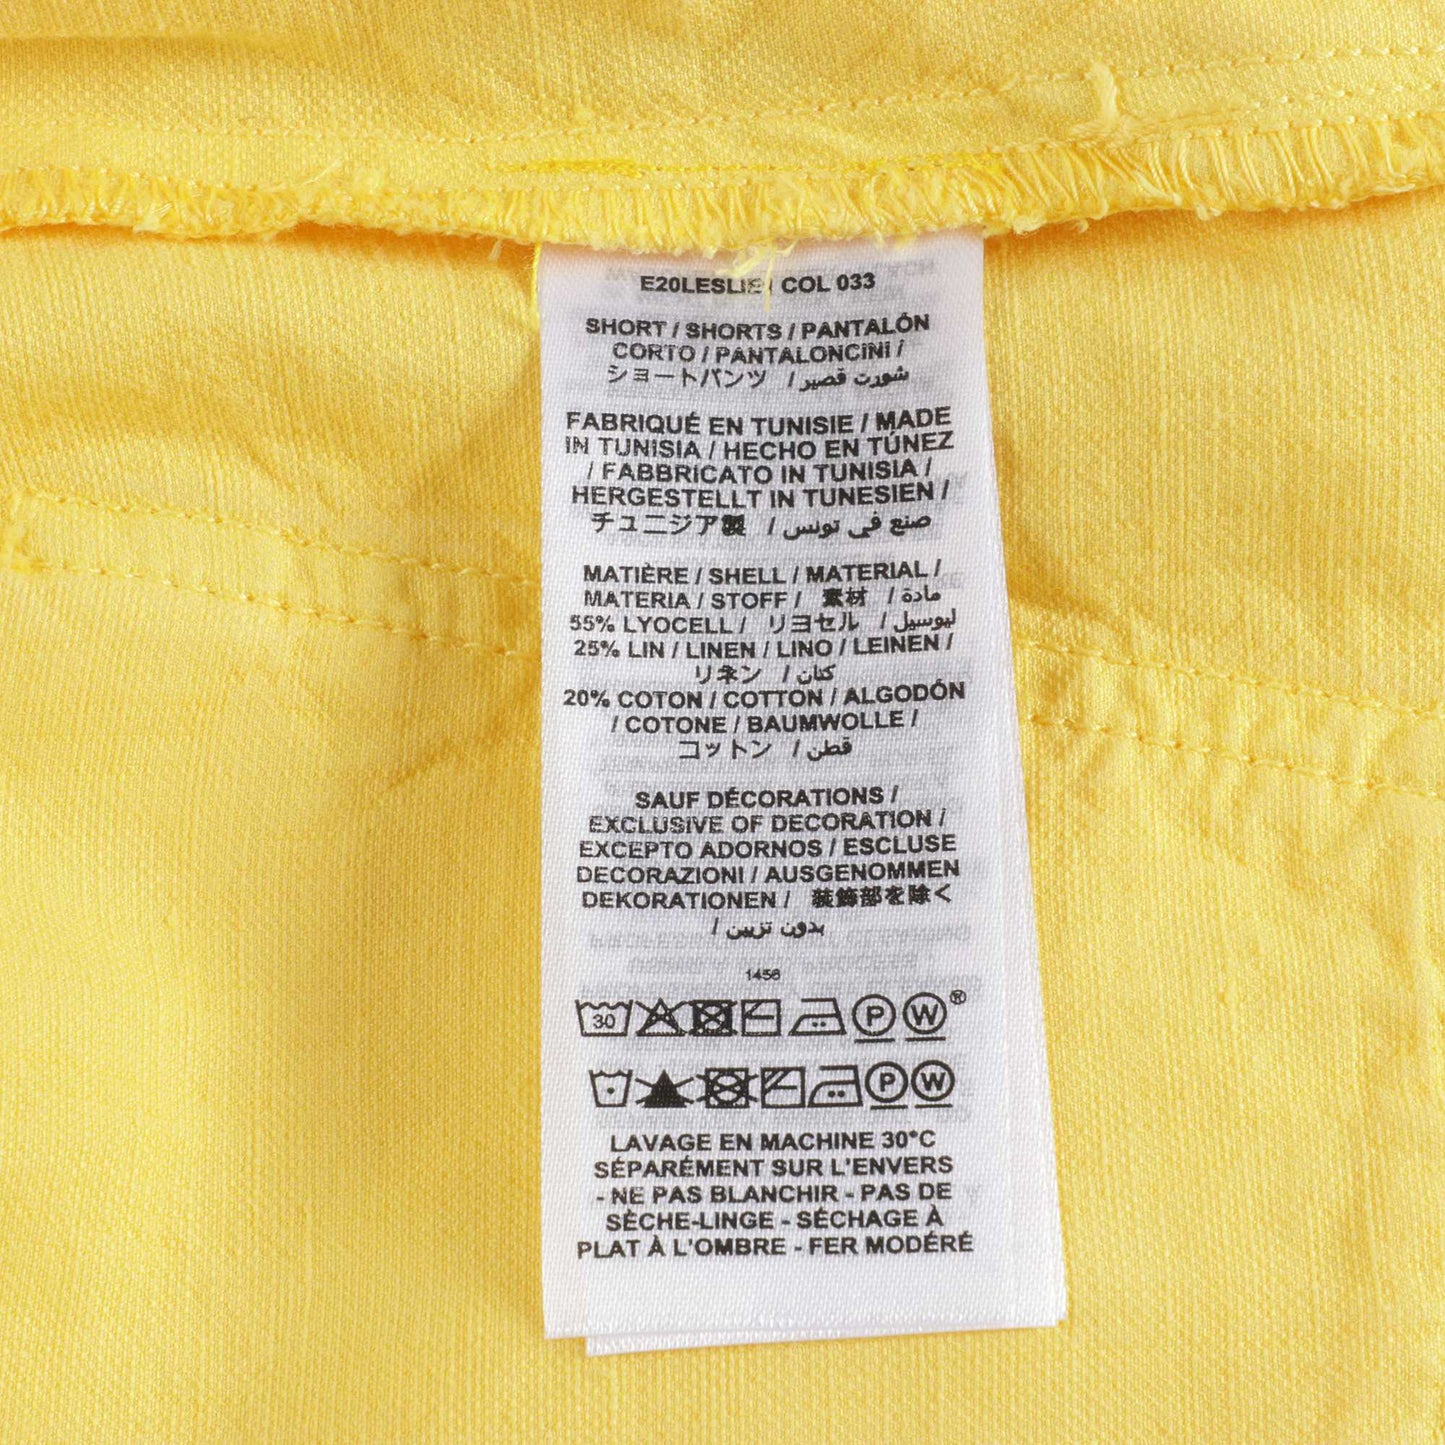 E20LESLIE / COL 033
SHORT / SHORTS / PANTALÓN
CORTO / PANTALONCINI /
ショートパンツ / شورت قصير
FABRIQUÉ EN TUNISIE / MADE
IN TUNISIA / HECHO EN TÚNEZ
/ FABBRICATO IN TUNISIA /
HERGESTELLT IN TUNESIEN /
チュニジア製 / صنع في تونس
MATIÈRE / SHELL / MATERIAL /
MATERIA / STOFF / 素材 / مادة
55% LYOCELL / リヨセル / ليوسيل
25% LIN / LINEN / LINO / LEINEN /
リネン / كتان
20% COTON / COTTON / ALGODÓN
/ COTONE / BAUMWOLLE /
コットン / قطن
SAUF DÉCORATIONS /
EXCLUSIVE OF DECORATION /
EXCEPTO ADORNOS / ESCLUSE
DECORAZIONI / AUSGENOMMEN
DEKORATIONEN / 装飾部を除く
/ بدون تزيين
1456
30 P W ®
P W
LAVAGE EN MACHINE 30°C
SÉPARÉMENT SUR L'ENVERS
- NE PAS BLANCHIR - PAS DE
SÈCHE-LINGE - SÉCHAGE À
PLAT À L'OMBRE - FER MODÉRÉ